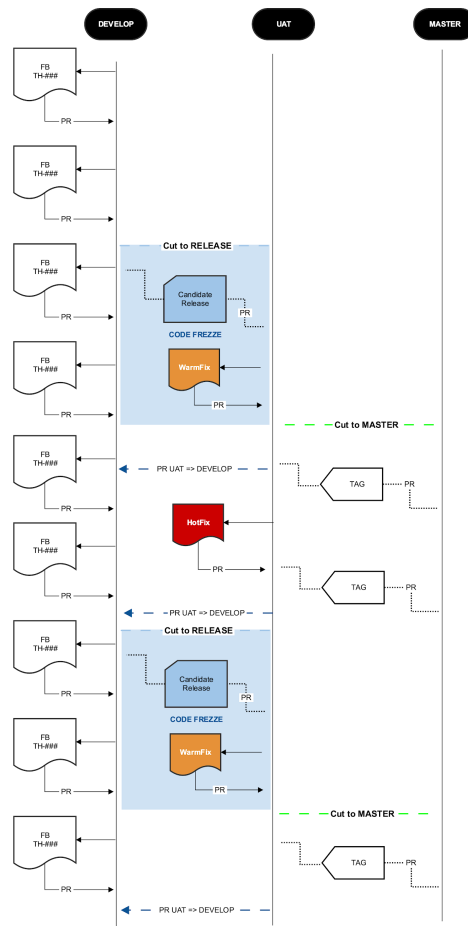 DEVELOP
UAT
MASTER
FB
TH-###
PR
FB
TH-###
PR
Cut to RELEASE
FB
TH-###
PR
Candidate
Release
PR
CODE FREZZE
FB
TH-###
PR
WarmFix
PR
Cut to MASTER
FB
TH-###
PR
PR UAT => DEVELOP
TAG
PR
HotFix
PR
FB
TH-###
PR
TAG
PR
PR UAT => DEVELOP
Cut to RELEASE
FB
TH-###
PR
Candidate
Release
PR
CODE FREZZE
FB
TH-###
PR
WarmFix
PR
Cut to MASTER
FB
TH-###
PR
TAG
PR
PR UAT => DEVELOP